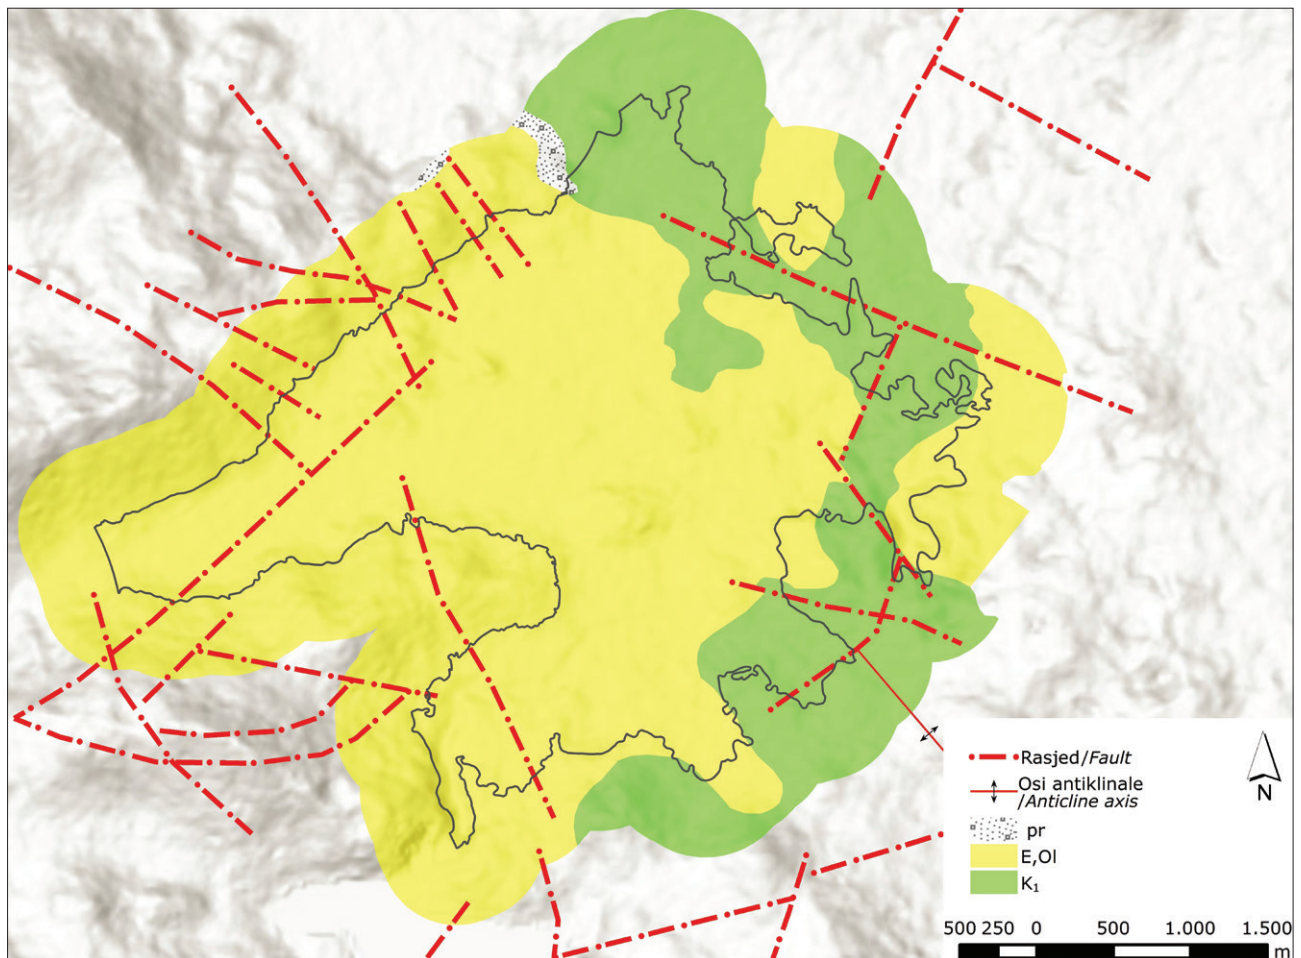 Rasjed/Fault
Osi antiklinale
/Anticline axis
N
pr
E,Ol
K₁
500 250 0 500 1.000 1.500
m